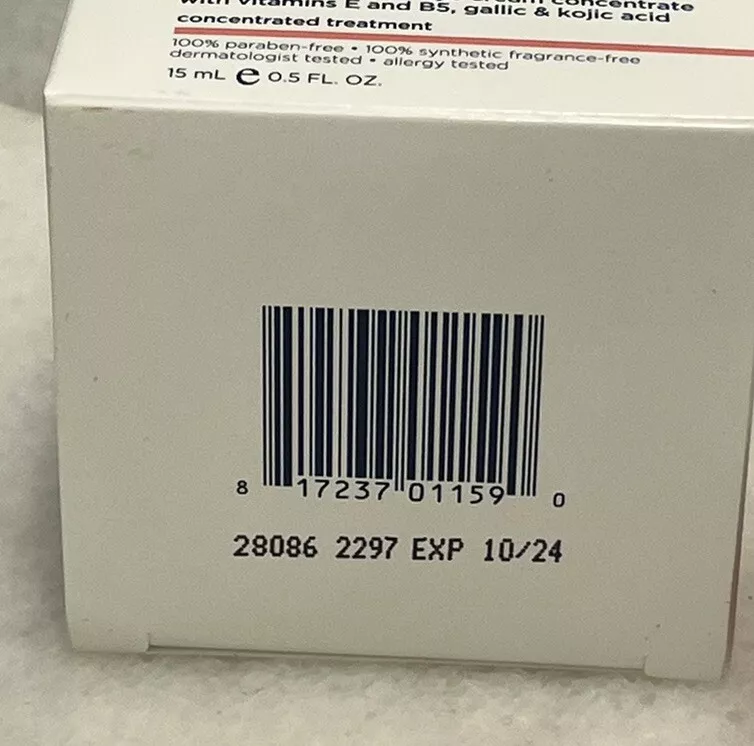 with vitamins E and B5, gallic & kojic acid
concentrated treatment
100% paraben-free • 100% synthetic fragrance-free
dermatologist tested • allergy tested
15 mL ℮ 0.5 FL. OZ.
8 17237 01159 0
28086 2297 EXP 10/24